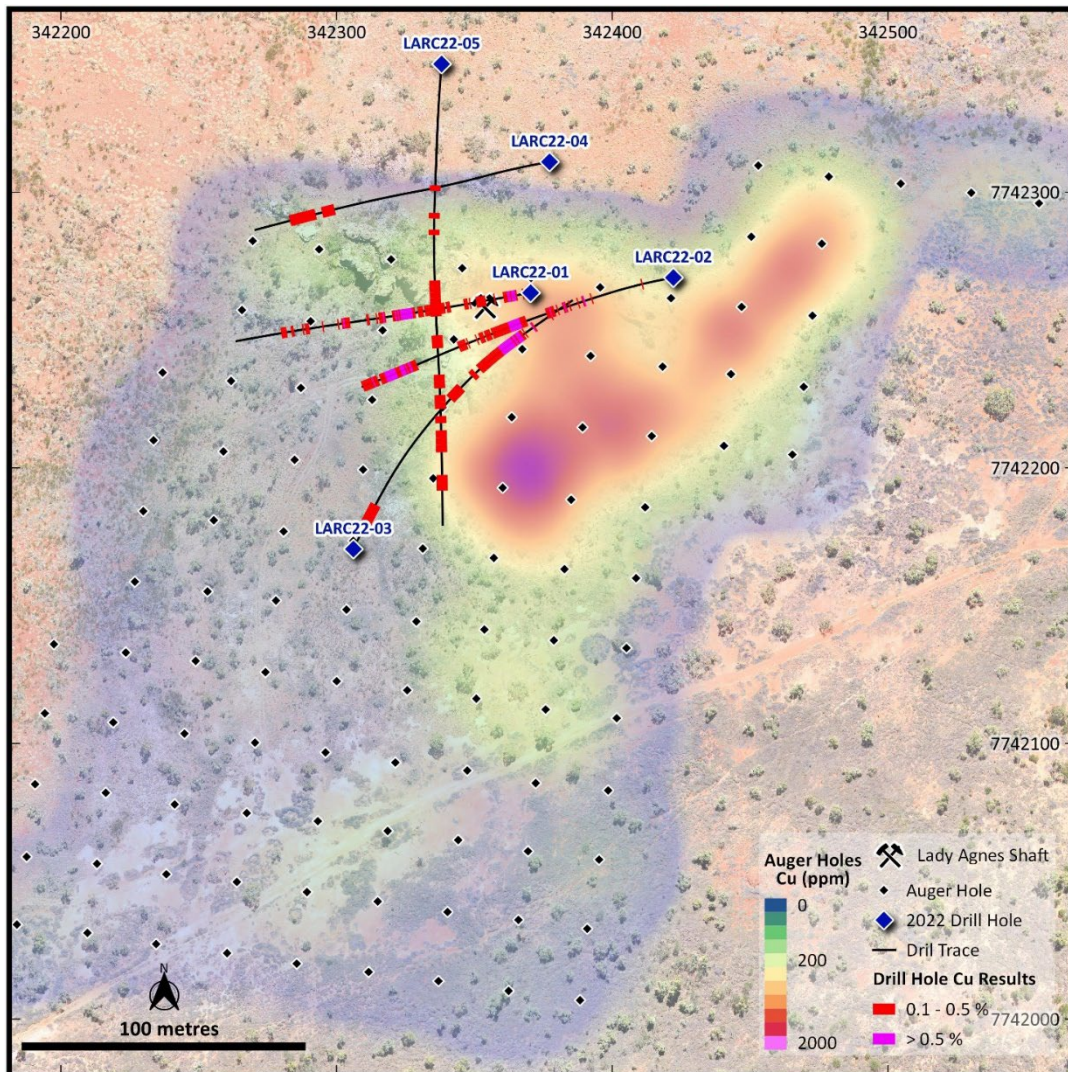 342200
342300
342400
342500
LARC22-05
LARC22-04
7742300
LARC22-01
LARC22-02
7742200
LARC22-03
7742100
Auger Holes
Cu (ppm)
0
200
2000
Lady Agnes Shaft
Auger Hole
2022 Drill Hole
Dril Trace
Drill Hole Cu Results
0.1 - 0.5 %
> 0.5 %
7742000
N
100 metres